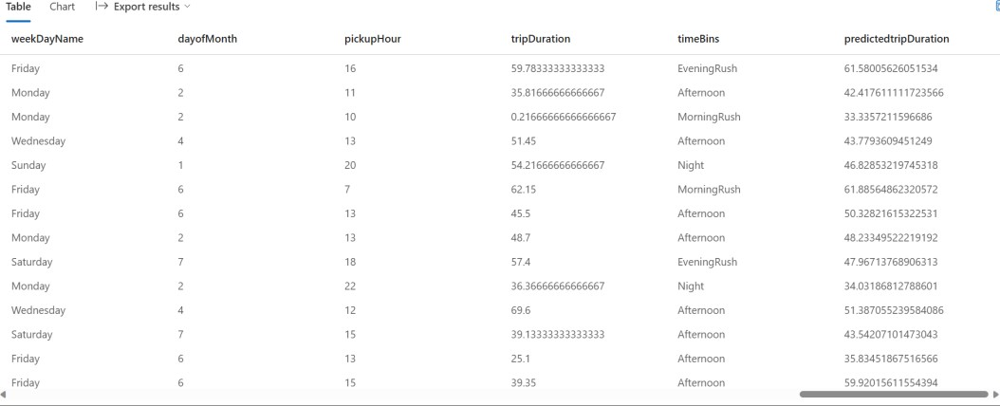 Table Chart Export results
weekDayName dayofMonth pickupHour tripDuration timeBins predictedtripDuration
Friday 6 16 59.78333333333333 EveningRush 61.58005626051534
Monday 2 11 35.81666666666667 Afternoon 42.417611111723566
Monday 2 10 0.21666666666666667 MorningRush 33.3357211596686
Wednesday 4 13 51.45 Afternoon 43.7793609451249
Sunday 1 20 54.21666666666667 Night 46.82853219745318
Friday 6 7 62.15 MorningRush 61.88564862320572
Friday 6 13 45.5 Afternoon 50.32821615322531
Monday 2 13 48.7 Afternoon 48.23349522219192
Saturday 7 18 57.4 EveningRush 47.96713768906313
Monday 2 22 36.36666666666667 Night 34.03186812788601
Wednesday 4 12 69.6 Afternoon 51.387055239584086
Saturday 7 15 39.13333333333333 Afternoon 43.54207101473043
Friday 6 13 25.1 Afternoon 35.83451867516566
Friday 6 15 39.35 Afternoon 59.92015611554394